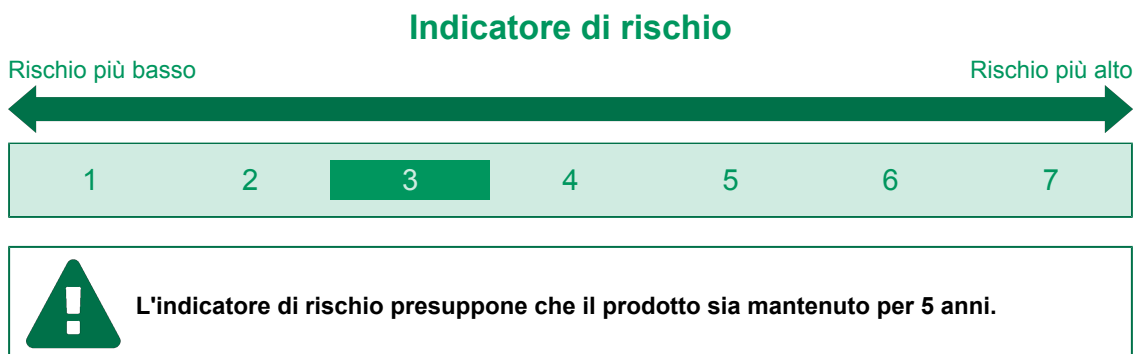 Indicatore di rischio
Rischio più basso Rischio più alto
1 2 3 4 5 6 7
L'indicatore di rischio presuppone che il prodotto sia mantenuto per 5 anni.